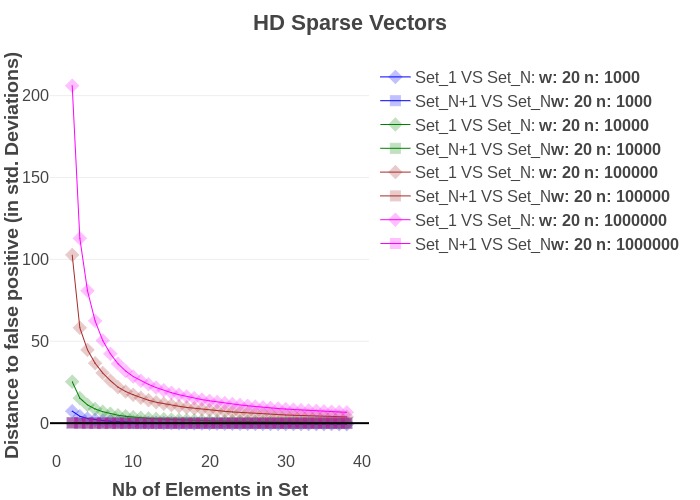 HD Sparse Vectors
Distance to false positive (in std. Deviations)
200
150
100
50
0
0
10
20
30
40
Nb of Elements in Set
Set_1 VS Set_N: w: 20 n: 1000
Set_N+1 VS Set_Nw: 20 n: 1000
Set_1 VS Set_N: w: 20 n: 10000
Set_N+1 VS Set_Nw: 20 n: 10000
Set_1 VS Set_N: w: 20 n: 100000
Set_N+1 VS Set_Nw: 20 n: 100000
Set_1 VS Set_N: w: 20 n: 1000000
Set_N+1 VS Set_Nw: 20 n: 1000000